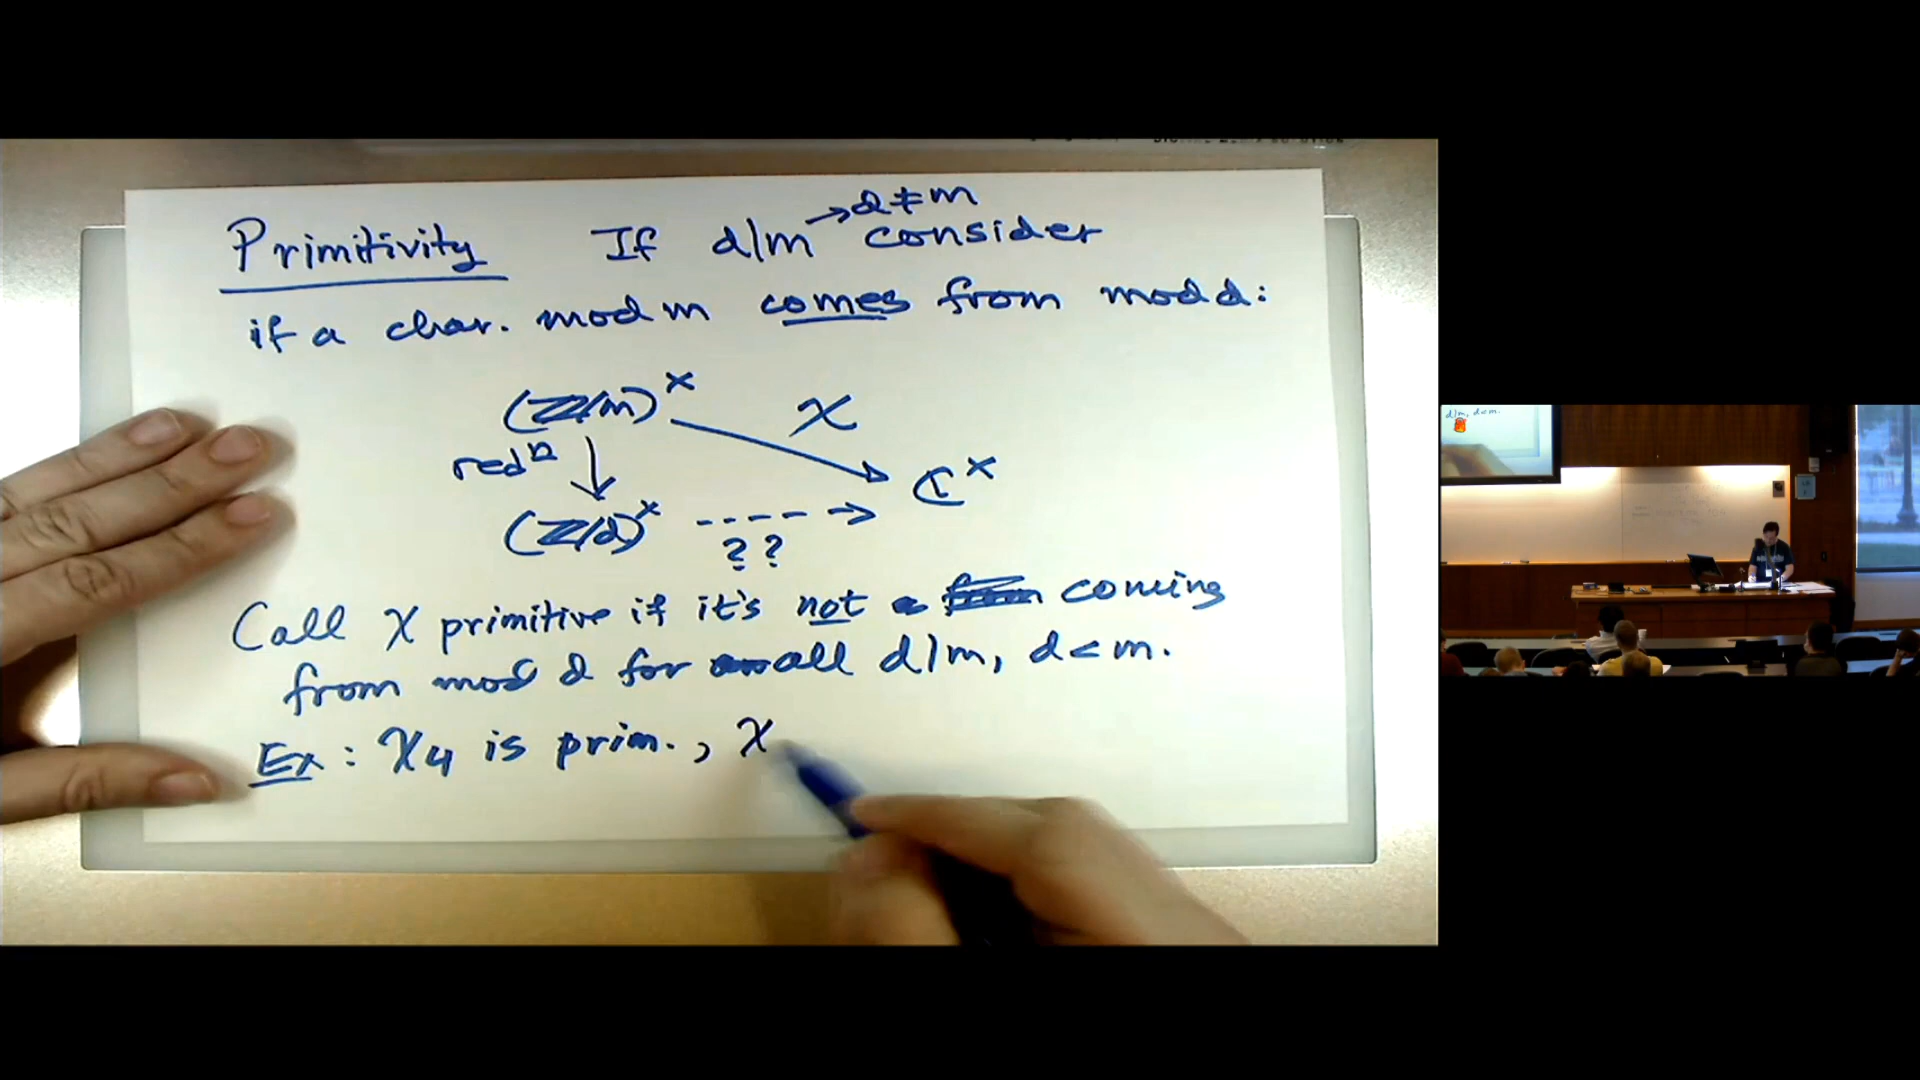 → d ≠ m
Primitivity If d|m consider
if a char. mod m comes from mod d:
(ℤ/m)^× χ
red^n ↓
ℂ^×
(ℤ/d)^× ----→
? ?
Call χ primitive if it's not coming
from mod d for all d|m, d < m.
Ex: χ₄ is prim., χ
d|m, d<m.